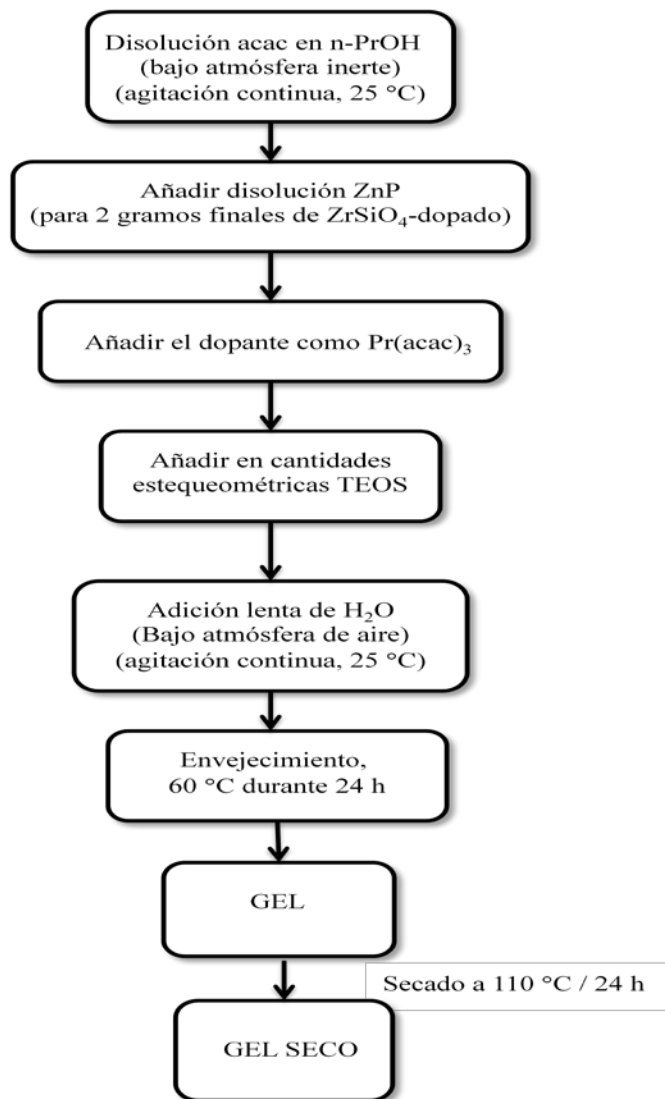 Disolución acac en n-PrOH
(bajo atmósfera inerte)
(agitación continua, 25 °C)
Añadir disolución ZnP
(para 2 gramos finales de ZrSiO₄-dopado)
Añadir el dopante como Pr(acac)₃
Añadir en cantidades
estequeométricas TEOS
Adición lenta de H₂O
(Bajo atmósfera de aire)
(agitación continua, 25 °C)
Envejecimiento,
60 °C durante 24 h
GEL
Secado a 110 °C / 24 h
GEL SECO